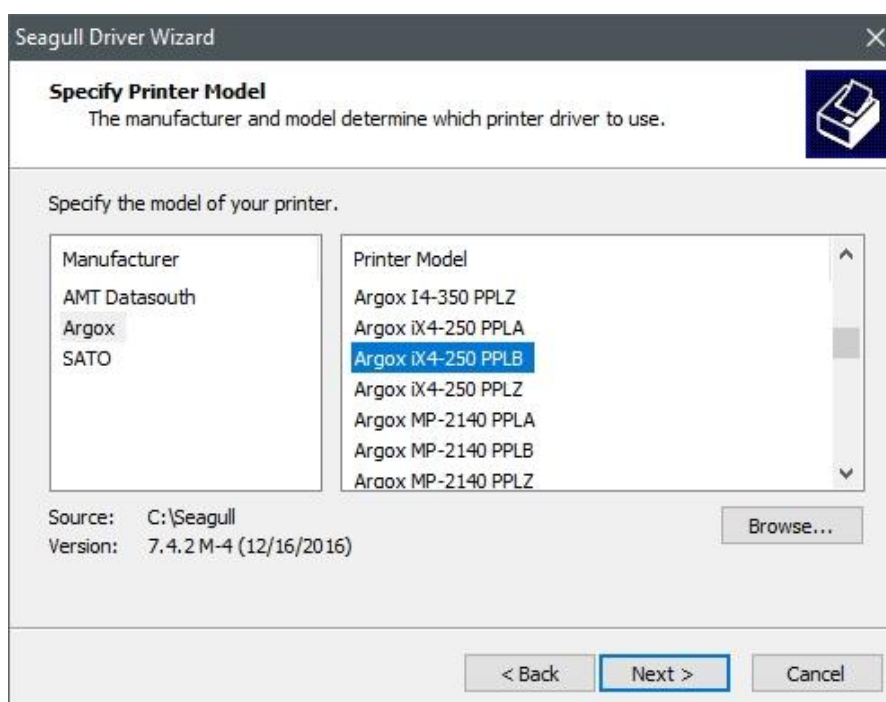 Seagull Driver Wizard
Specify Printer Model
The manufacturer and model determine which printer driver to use.
Specify the model of your printer.
Manufacturer
AMT Datasouth
Argox
SATO
Printer Model
Argox I4-350 PPLZ
Argox iX4-250 PPLA
Argox iX4-250 PPLB
Argox iX4-250 PPLZ
Argox MP-2140 PPLA
Argox MP-2140 PPLB
Argox MP-2140 PPLZ
Source: C:\Seagull
Version: 7.4.2 M-4 (12/16/2016)
Browse...
< Back
Next >
Cancel